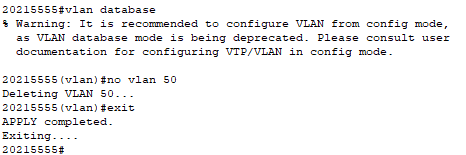 20215555#vlan database
% Warning: It is recommended to configure VLAN from config mode,
as VLAN database mode is being deprecated. Please consult user
documentation for configuring VTP/VLAN in config mode.
20215555(vlan)#no vlan 50
Deleting VLAN 50...
20215555(vlan)#exit
APPLY completed.
Exiting....
20215555#